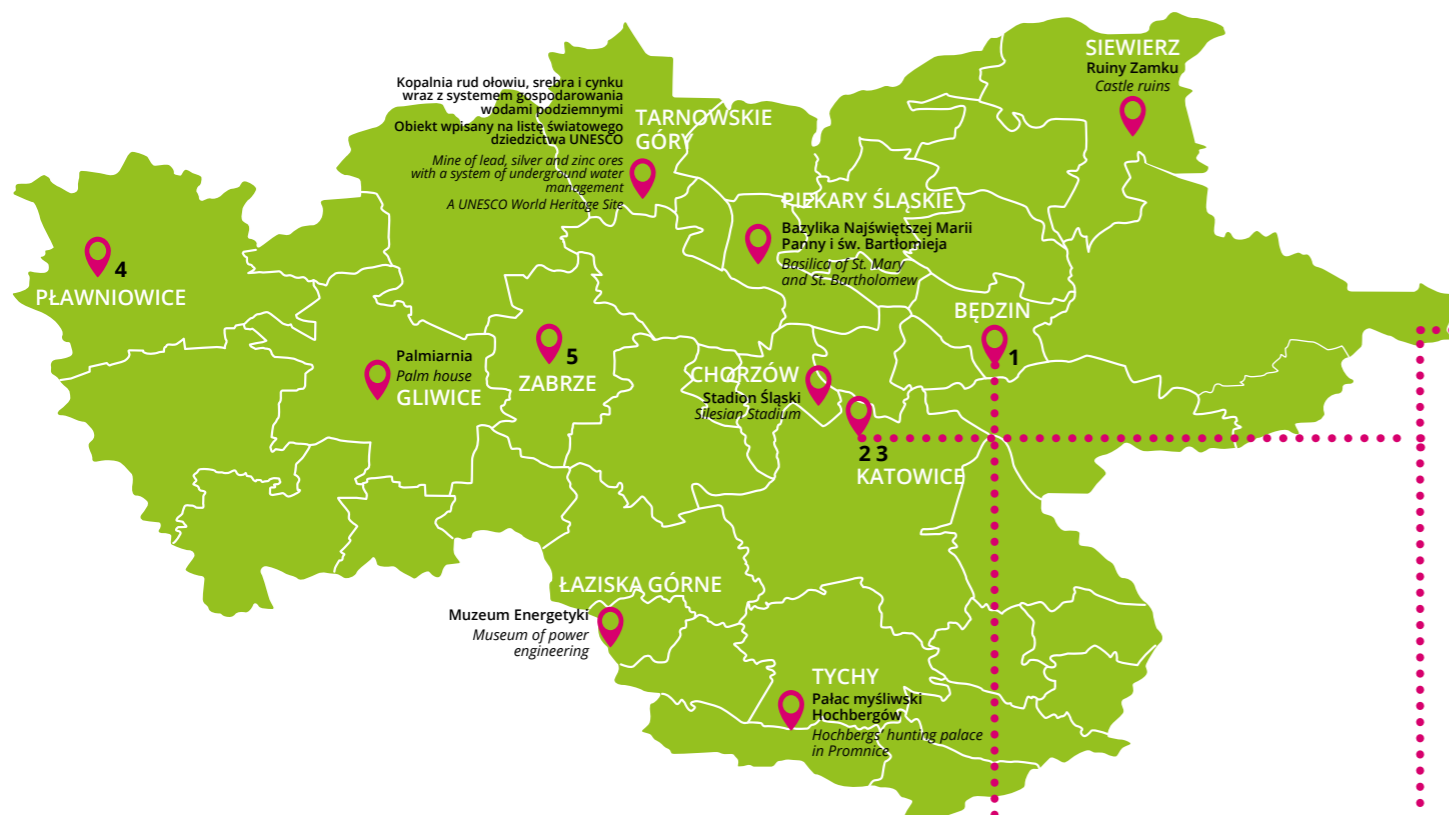 SIEWIERZ
Ruiny Zamku
Castle ruins
Kopalnia rud ołowiu, srebra i cynku
wraz z systemem gospodarowania
wodami podziemnymi
Obiekt wpisany na listę światowego
dziedzictwa UNESCO
Mine of lead, silver and zinc ores
with a system of underground water
management
A UNESCO World Heritage Site
TARNOWSKIE
GÓRY
PIEKARY ŚLĄSKIE
Bazylika Najświętszej Marii
Panny i św. Bartłomieja
Basilica of St. Mary
and St. Bartholomew
4
PŁAWNIOWICE
BĘDZIN
1
Palmiarnia
Palm house
GLIWICE
5
ZABRZE
CHORZÓW
Stadion Śląski
Silesian Stadium
2 3
KATOWICE
ŁAZISKA GÓRNE
Muzeum Energetyki
Museum of power
engineering
TYCHY
Pałac myśliwski
Hochbergów
Hochbergs' hunting palace
in Promnice